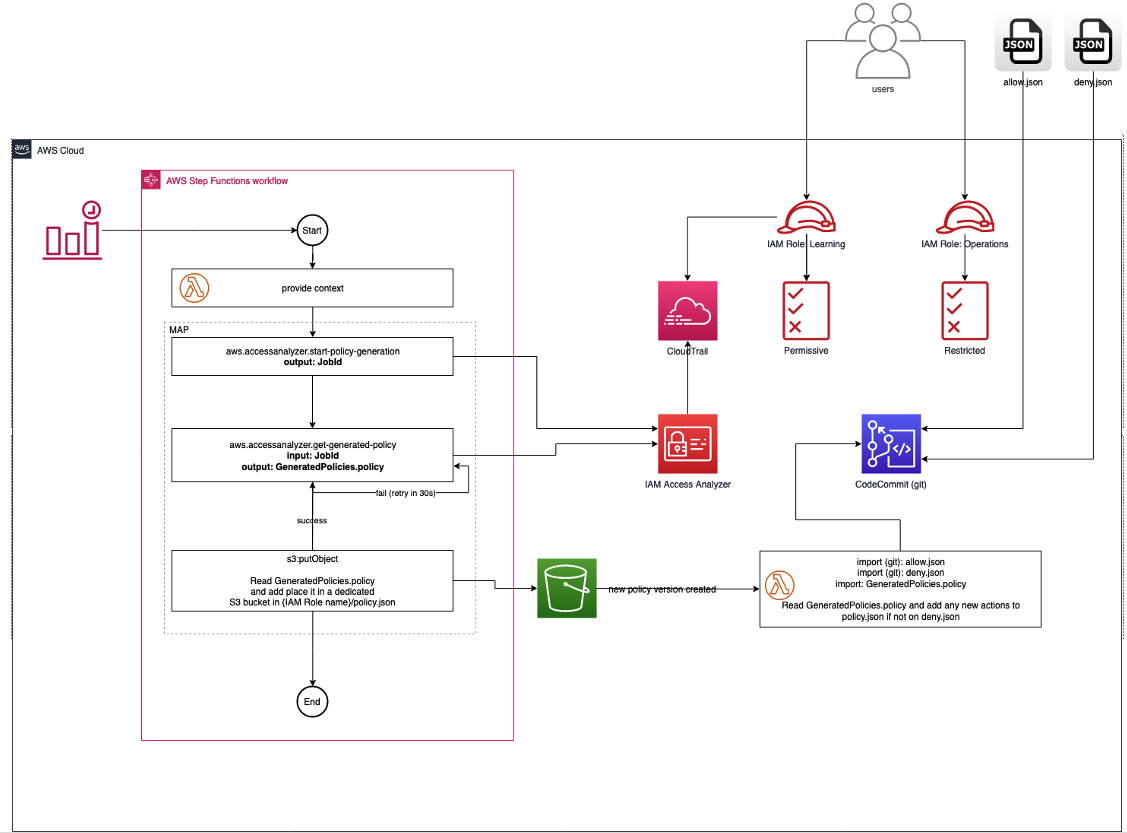 JSON
JSON
users
allow.json
deny.json
aws
AWS Cloud
AWS Step Functions workflow
Start
IAM Role: Learning
IAM Role: Operations
provide context
MAP
aws.accessanalyzer.start-policy-generation
output: JobId
CloudTrail
Permissive
Restricted
aws.accessanalyzer.get-generated-policy
input: JobId
output: GeneratedPolicies.policy
IAM Access Analyzer
CodeCommit (git)
fail (retry in 30s)
success
s3:putObject
Read GeneratedPolicies.policy
and add place it in a dedicated
S3 bucket in {IAM Role name}/policy.json
new policy version created
import (git): allow.json
import (git): deny.json
import: GeneratedPolicies.policy
Read GeneratedPolicies.policy and add any new actions to
policy.json if not on deny.json
End